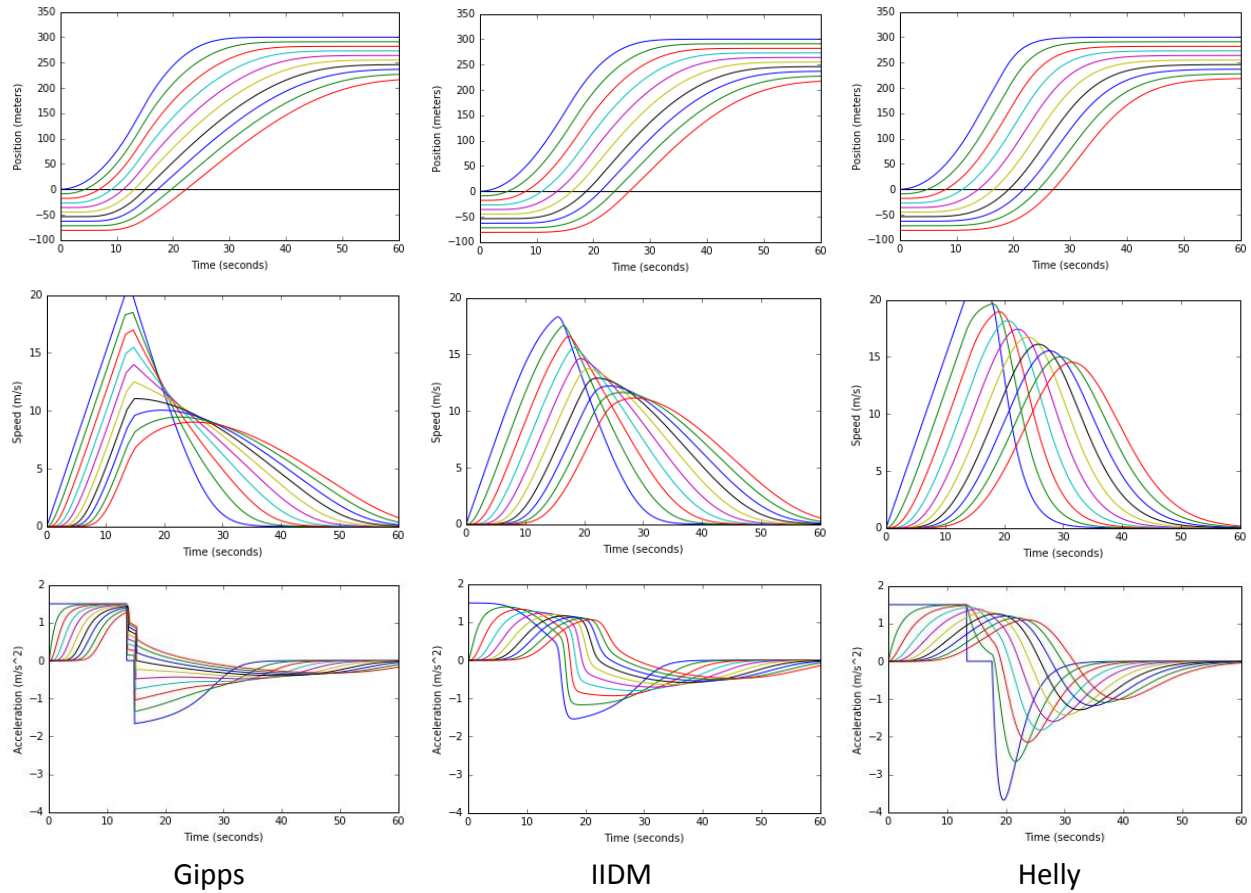 350
300
250
200
150
100
50
0
−50
−100
Position (meters)
0 10 20 30 40 50 60
Time (seconds)
350
300
250
200
150
100
50
0
−50
−100
Position (meters)
0 10 20 30 40 50 60
Time (seconds)
350
300
250
200
150
100
50
0
−50
−100
Position (meters)
0 10 20 30 40 50 60
Time (seconds)
20
15
10
5
0
Speed (m/s)
0 10 20 30 40 50 60
Time (seconds)
20
15
10
5
0
Speed (m/s)
0 10 20 30 40 50 60
Time (seconds)
20
15
10
5
0
Speed (m/s)
0 10 20 30 40 50 60
Time (seconds)
2
1
0
−1
−2
−3
−4
Acceleration (m/s^2)
0 10 20 30 40 50 60
Time (seconds)
2
1
0
−1
−2
−3
−4
Acceleration (m/s^2)
0 10 20 30 40 50 60
Time (seconds)
2
1
0
−1
−2
−3
−4
Acceleration (m/s^2)
0 10 20 30 40 50 60
Time (seconds)
Gipps IIDM Helly